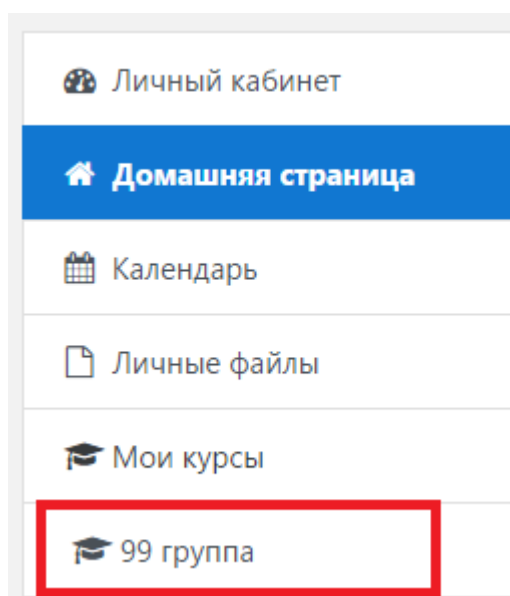 Личный кабинет
Домашняя страница
Календарь
Личные файлы
Мои курсы
99 группа